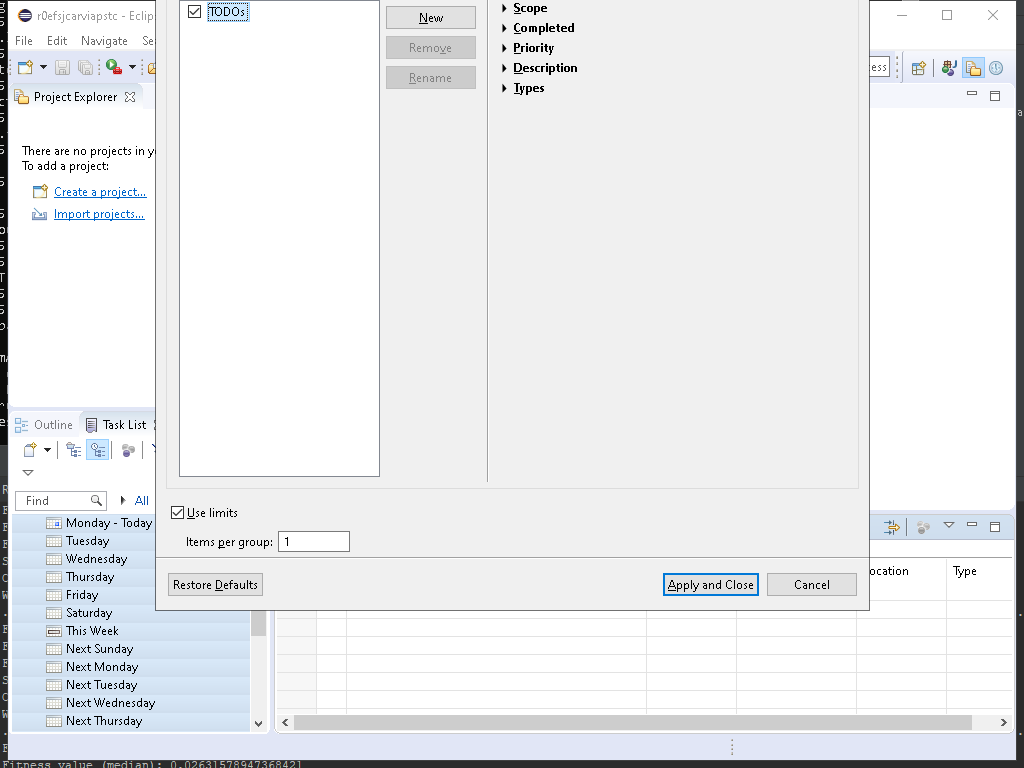 r0efsjcarviapstc - Eclip
File Edit Navigate Se
Project Explorer
There are no projects in y
To add a project:
Create a project...
Import projects...
TODOs
New
Remove
Rename
Scope
Completed
Priority
Description
Types
ess
Outline Task List
Find
All
Monday - Today
Tuesday
Wednesday
Thursday
Friday
Saturday
This Week
Next Sunday
Next Monday
Next Tuesday
Next Wednesday
Next Thursday
Use limits
Items per group: 1
Restore Defaults
Apply and Close
Cancel
ocation Type
Fitness value (median): 0.02631578947368421